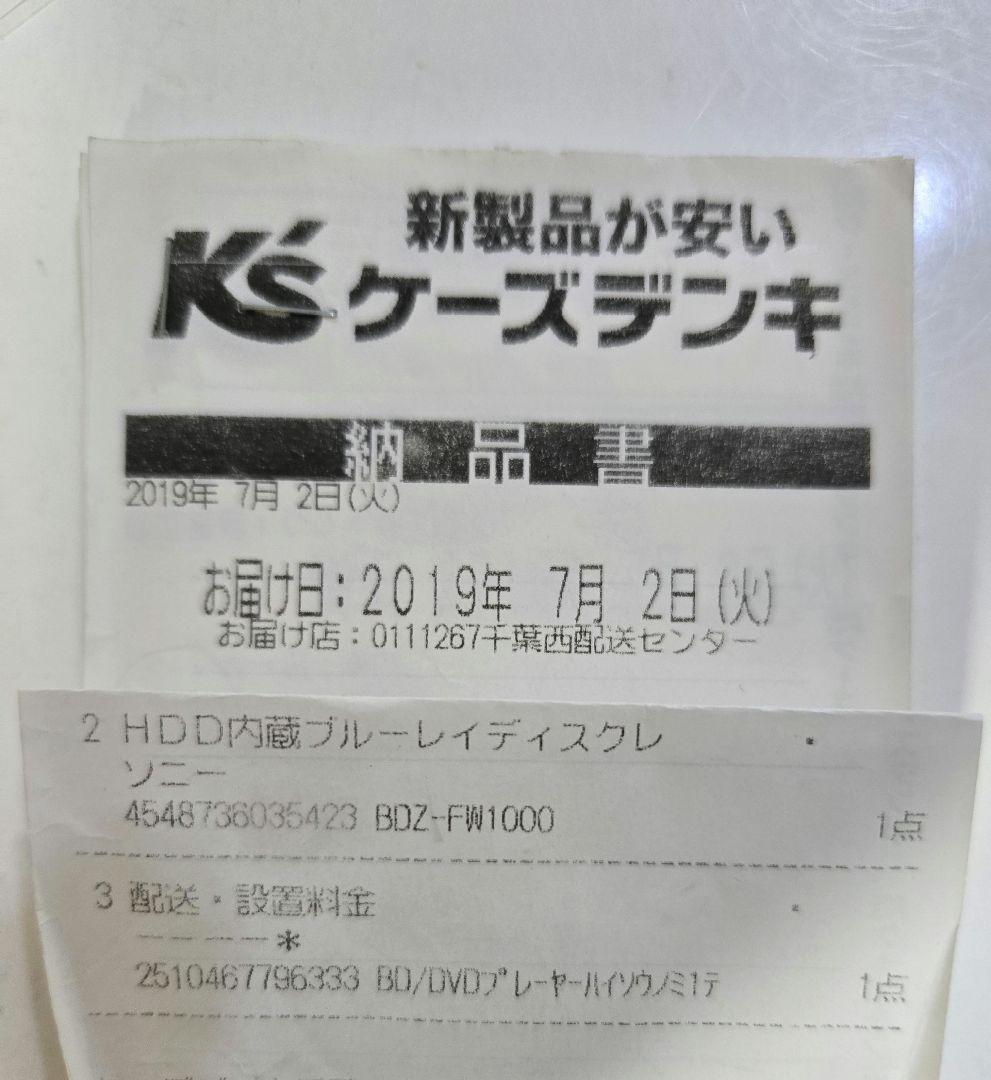 新製品が安い
K's ケーズデンキ
納品書
2019年 7月 2日(火)
お届け日:2019年 7月 2日(火)
お届け店:0111267千葉西配送センター
2 HDD内蔵ブルーレイディスクレ
ソニー
4548736035423 BDZ-FW1000 1点
3 配送・設置料金
-----*
2510467796333 BD/DVDプレーヤーハイソウノミ1テ 1点